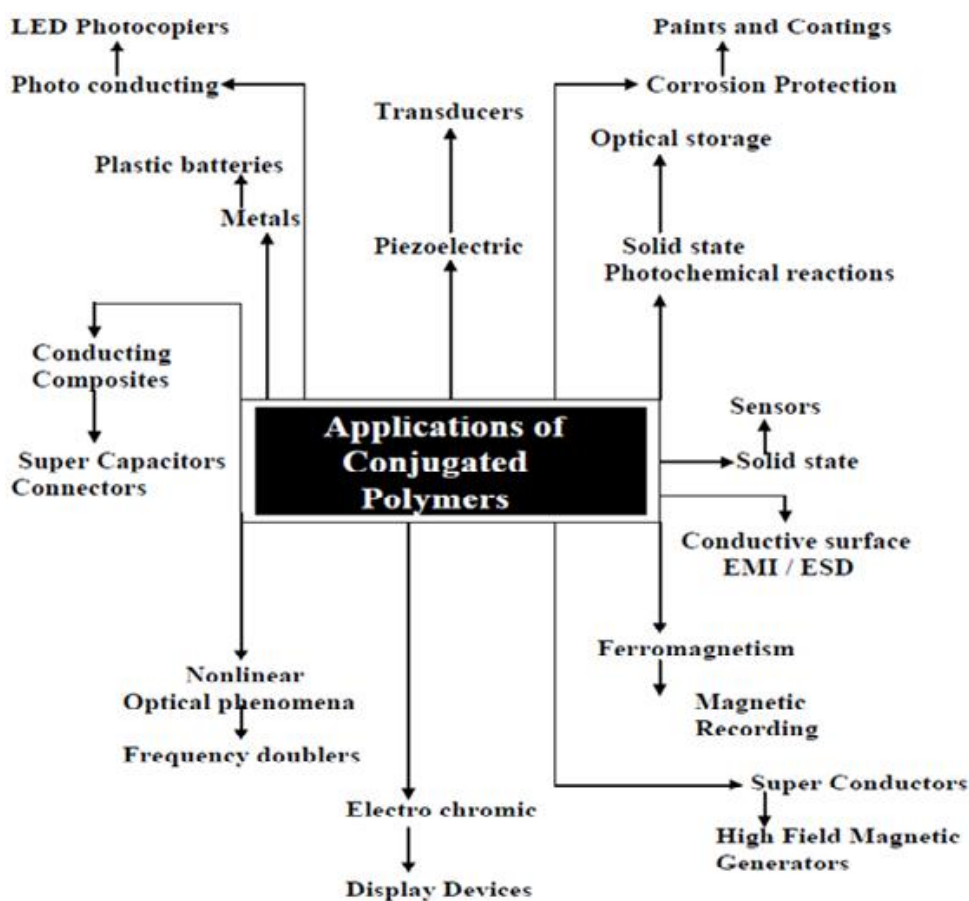 LED Photocopiers
Photo conducting
Plastic batteries
Metals
Transducers
Piezoelectric
Paints and Coatings
Corrosion Protection
Optical storage
Solid state
Photochemical reactions
Conducting
Composites
Super Capacitors
Connectors
Applications of
Conjugated
Polymers
Sensors
Solid state
Conductive surface
EMI / ESD
Ferromagnetism
Magnetic
Recording
Nonlinear
Optical phenomena
Frequency doublers
Electro chromic
Display Devices
Super Conductors
High Field Magnetic
Generators